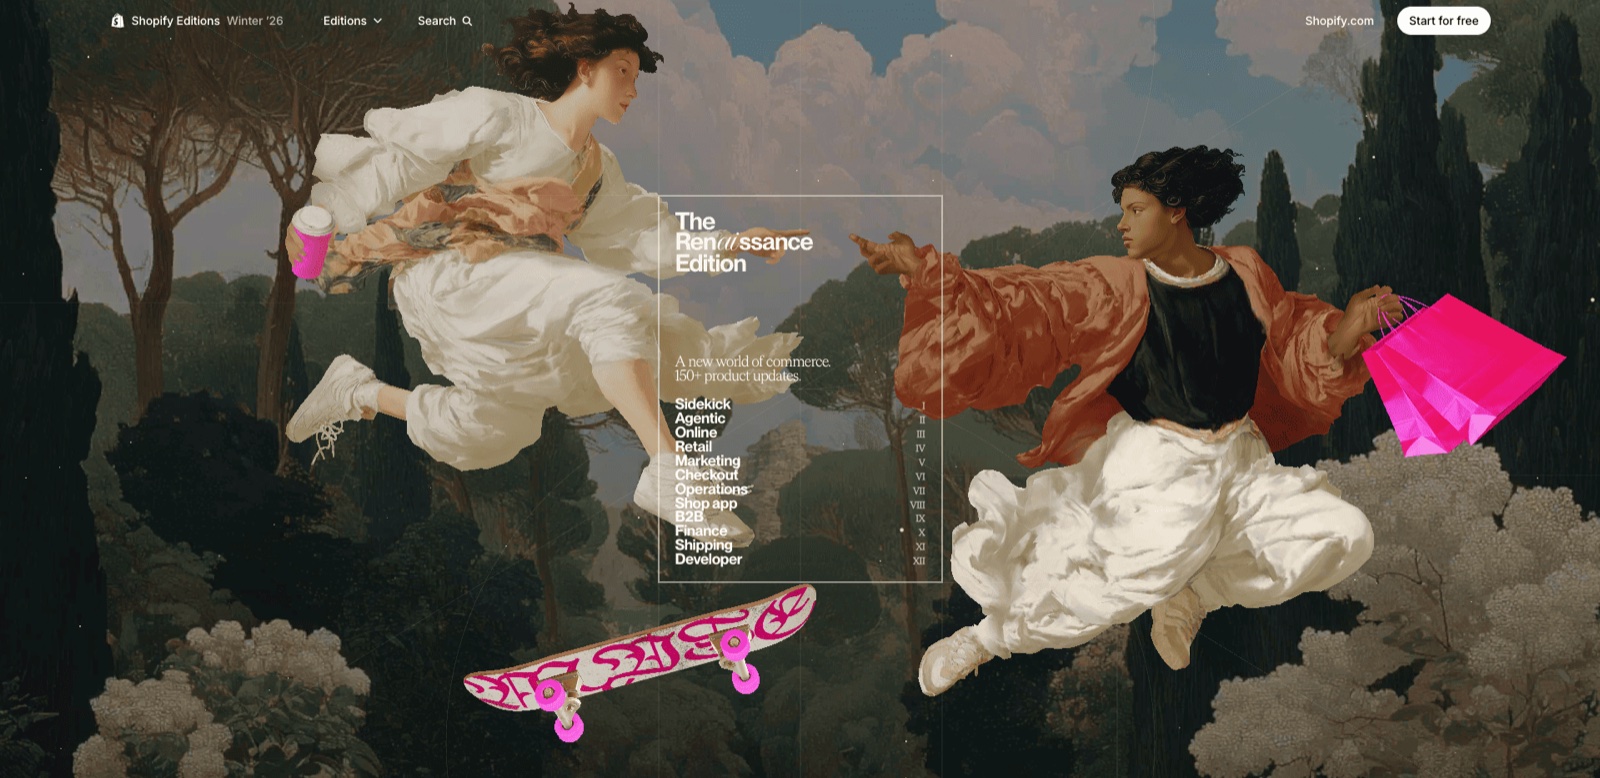 Shopify Editions Winter '26
Editions
Search
Shopify.com
Start for free
The
Renaissance
Edition
A new world of commerce.
150+ product updates.
Sidekick I
Agentic II
Online III
Retail IV
Marketing V
Checkout VI
Operations VII
Shop app VIII
B2B IX
Finance X
Shipping XI
Developer XII